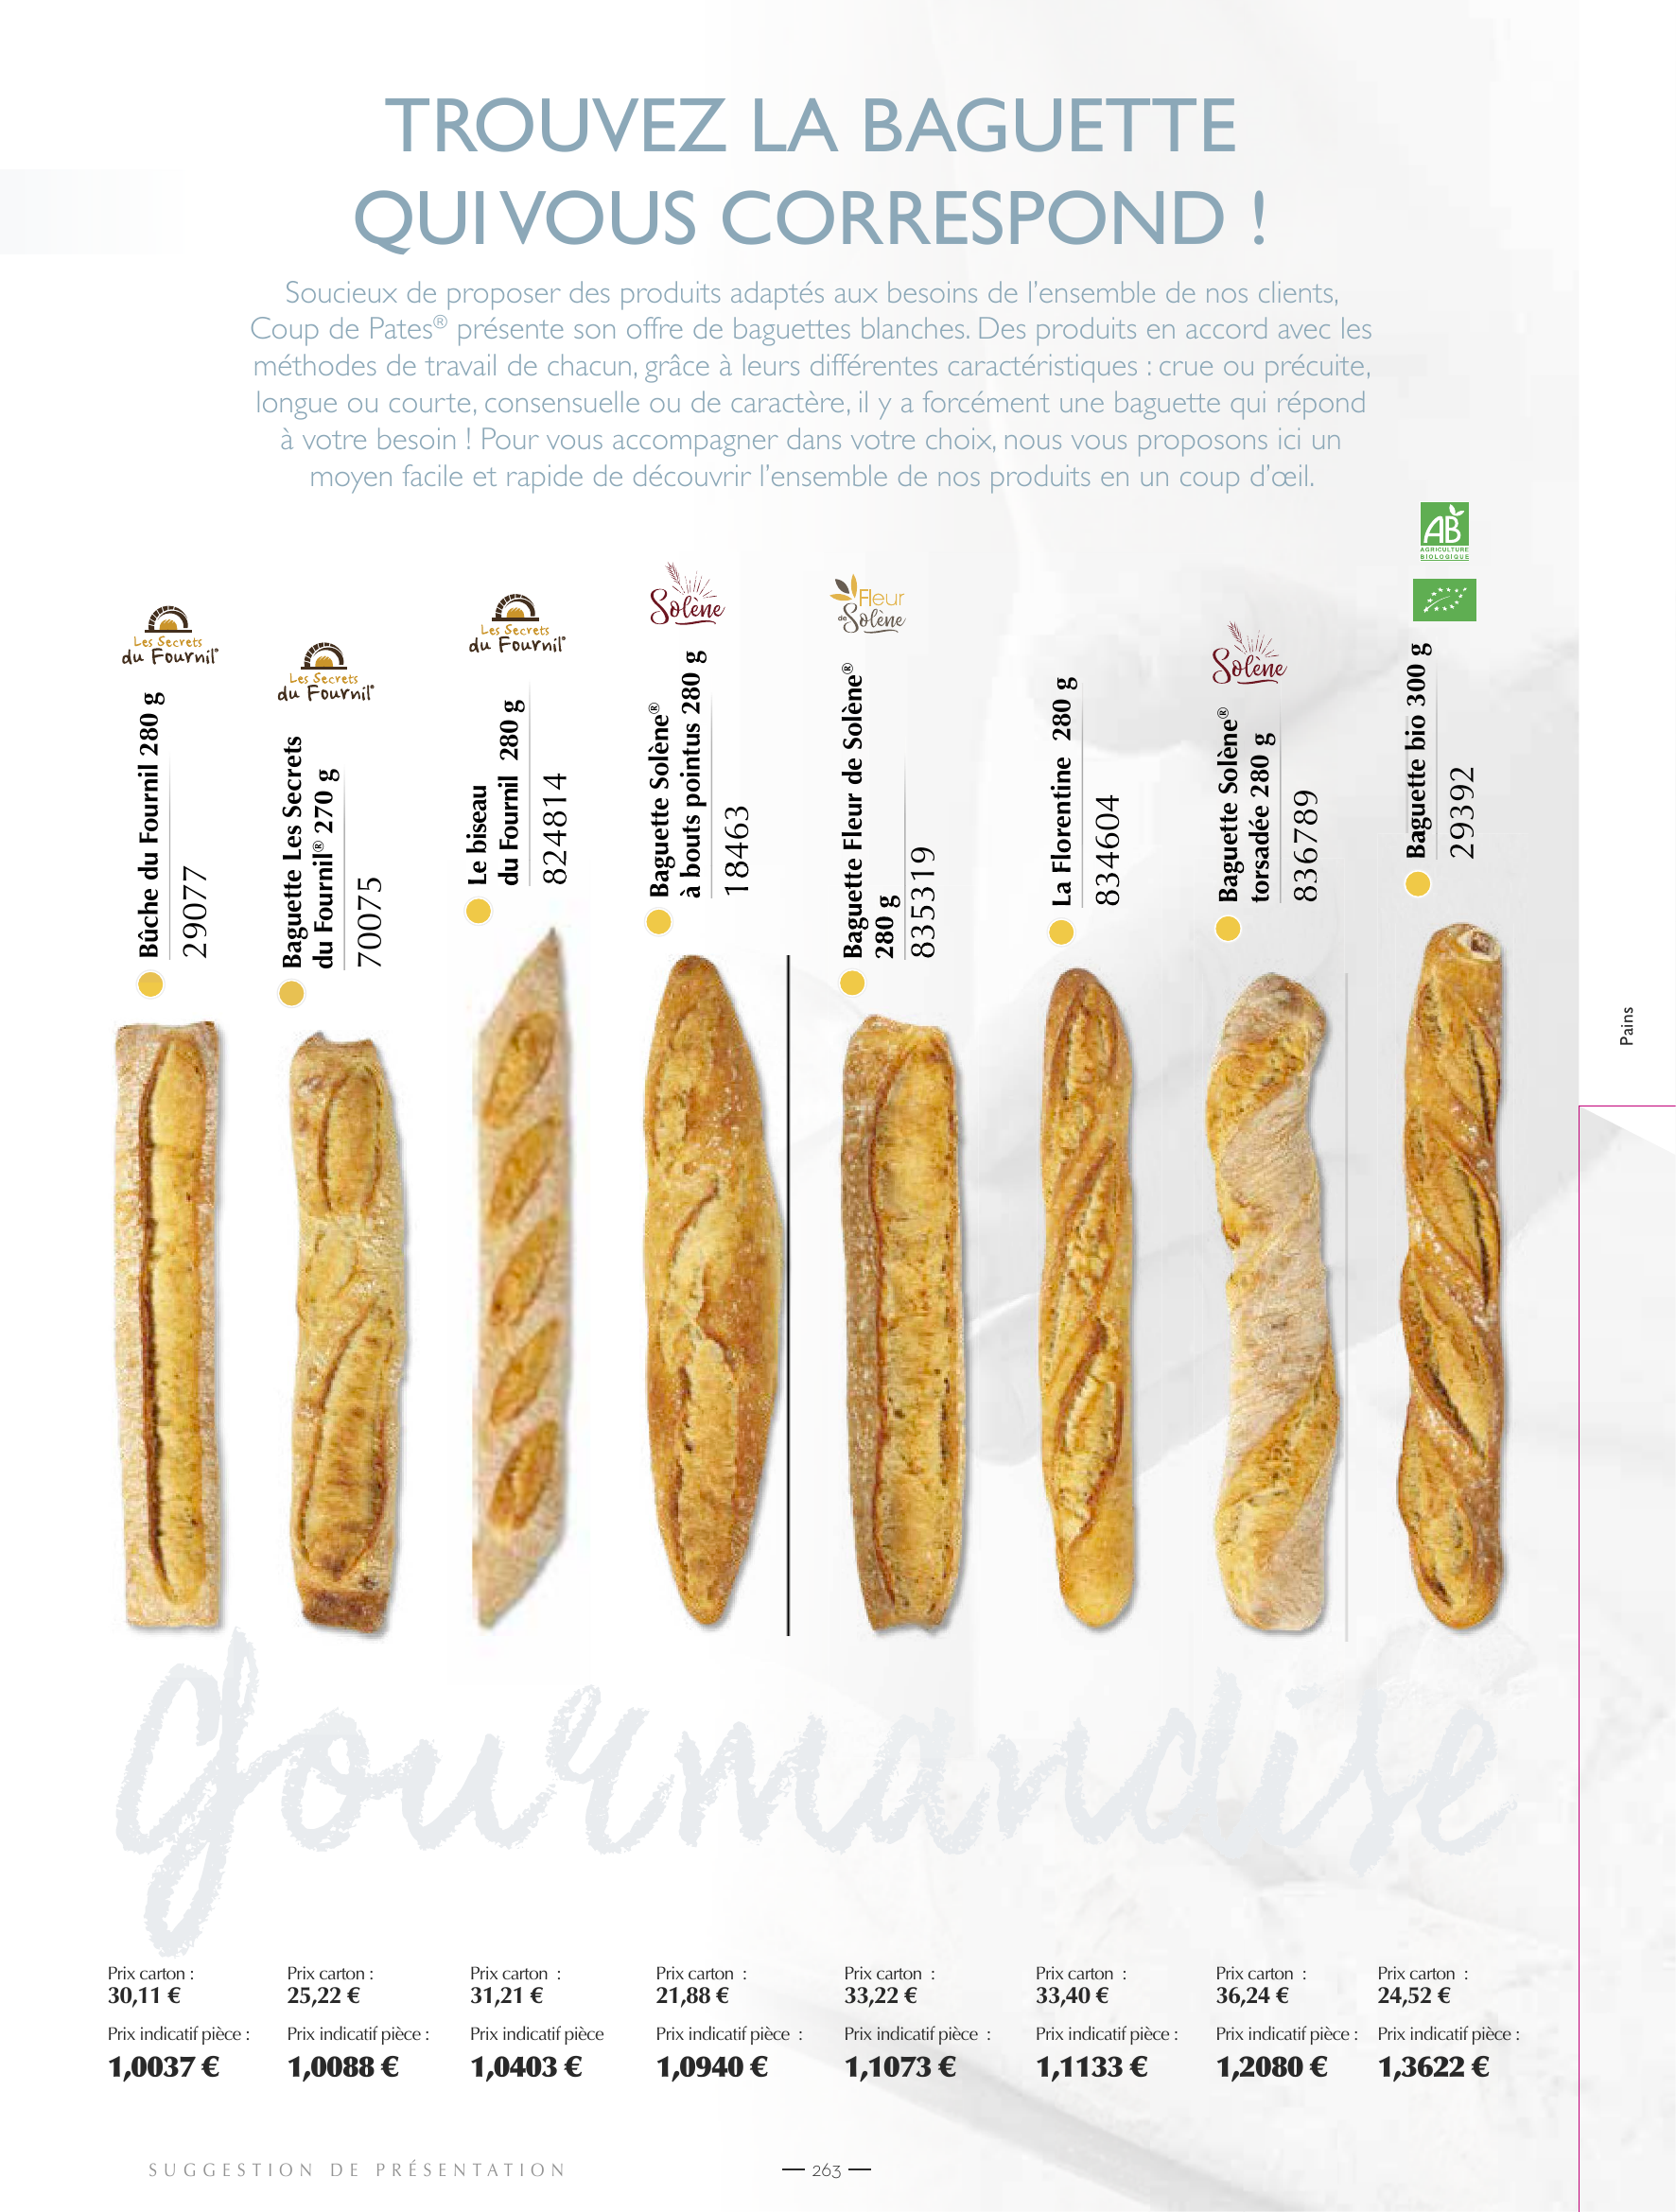 TROUVEZ LA BAGUETTE
QUI VOUS CORRESPOND !
Soucieux de proposer des produits adaptés aux besoins de l'ensemble de nos clients,
Coup de Pates® présente son offre de baguettes blanches. Des produits en accord avec les
méthodes de travail de chacun, grâce à leurs différentes caractéristiques : crue ou précuite,
longue ou courte, consensuelle ou de caractère, il y a forcément une baguette qui répond
à votre besoin ! Pour vous accompagner dans votre choix, nous vous proposons ici un
moyen facile et rapide de découvrir l'ensemble de nos produits en un coup d'œil.
Les Secrets
du Fournil®
Bûche du Fournil 280 g
29077
Les Secrets
du Fournil®
Baguette Les Secrets
du Fournil® 270 g
70075
Les Secrets
du Fournil®
Le biseau
du Fournil 280 g
824814
Solène
Baguette Solène®
à bouts pointus 280 g
18463
Fleur
de Solène
Baguette Fleur de Solène®
280 g
835319
La Florentine 280 g
834604
Solène
Baguette Solène®
torsadée 280 g
836789
AB
AGRICULTURE
BIOLOGIQUE
Baguette bio 300 g
29392
Pains
Gourmandise
Prix carton :
30,11 €
Prix indicatif pièce :
1,0037 €
Prix carton :
25,22 €
Prix indicatif pièce :
1,0088 €
Prix carton :
31,21 €
Prix indicatif pièce
1,0403 €
Prix carton :
21,88 €
Prix indicatif pièce :
1,0940 €
Prix carton :
33,22 €
Prix indicatif pièce :
1,1073 €
Prix carton :
33,40 €
Prix indicatif pièce :
1,1133 €
Prix carton :
36,24 €
Prix indicatif pièce :
1,2080 €
Prix carton :
24,52 €
Prix indicatif pièce :
1,3622 €
SUGGESTION DE PRÉSENTATION
— 263 —